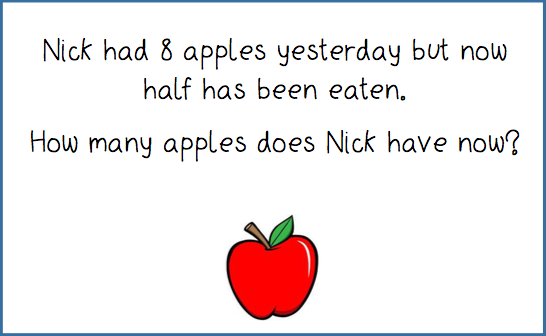 Nick had 8 apples yesterday but now
half has been eaten.
How many apples does Nick have now?